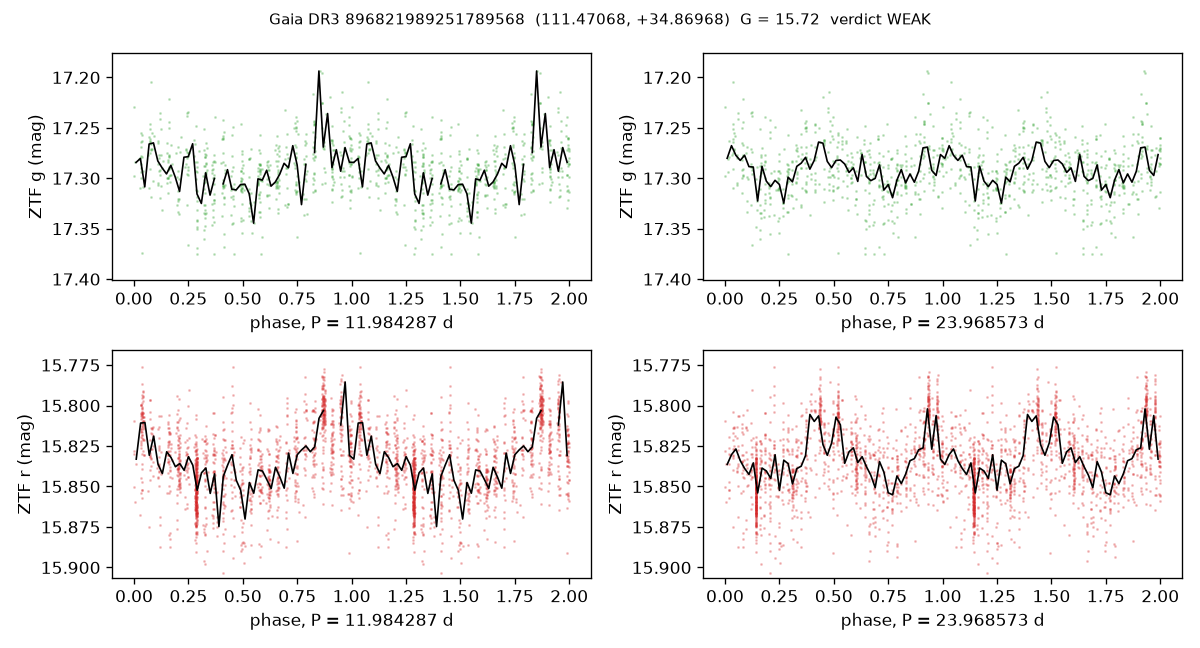 Gaia DR3 896821989251789568 (111.47068, +34.86968) G = 15.72 verdict WEAK
ZTF g (mag)
17.20
17.25
17.30
17.35
17.40
0.00 0.25 0.50 0.75 1.00 1.25 1.50 1.75 2.00
phase, P = 11.984287 d
ZTF g (mag)
17.20
17.25
17.30
17.35
17.40
0.00 0.25 0.50 0.75 1.00 1.25 1.50 1.75 2.00
phase, P = 23.968573 d
ZTF r (mag)
15.775
15.800
15.825
15.850
15.875
15.900
0.00 0.25 0.50 0.75 1.00 1.25 1.50 1.75 2.00
phase, P = 11.984287 d
ZTF r (mag)
15.775
15.800
15.825
15.850
15.875
15.900
0.00 0.25 0.50 0.75 1.00 1.25 1.50 1.75 2.00
phase, P = 23.968573 d